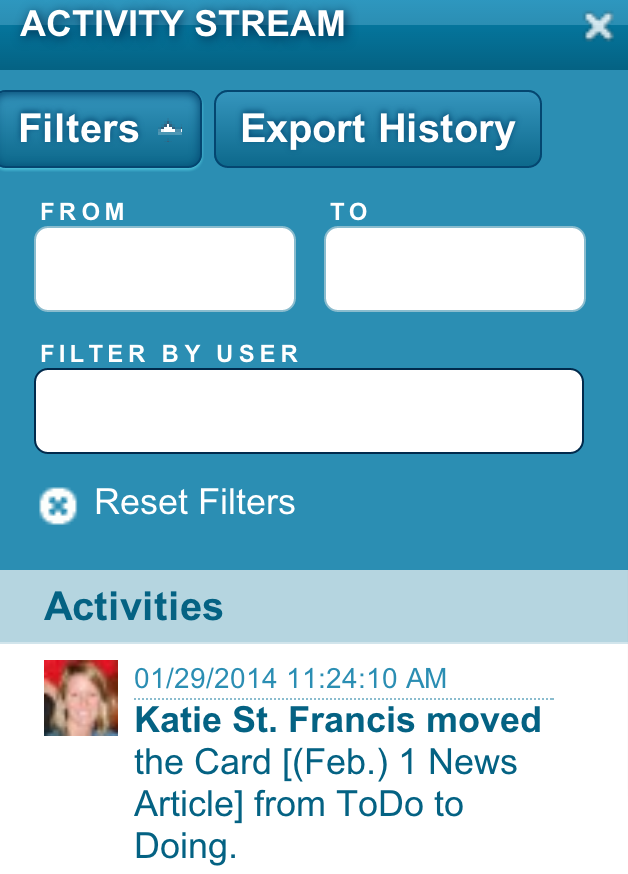 ACTIVITY STREAM
Filters Export History
FROM TO
FILTER BY USER
Reset Filters
Activities
01/29/2014 11:24:10 AM
Katie St. Francis moved
the Card [(Feb.) 1 News
Article] from ToDo to
Doing.